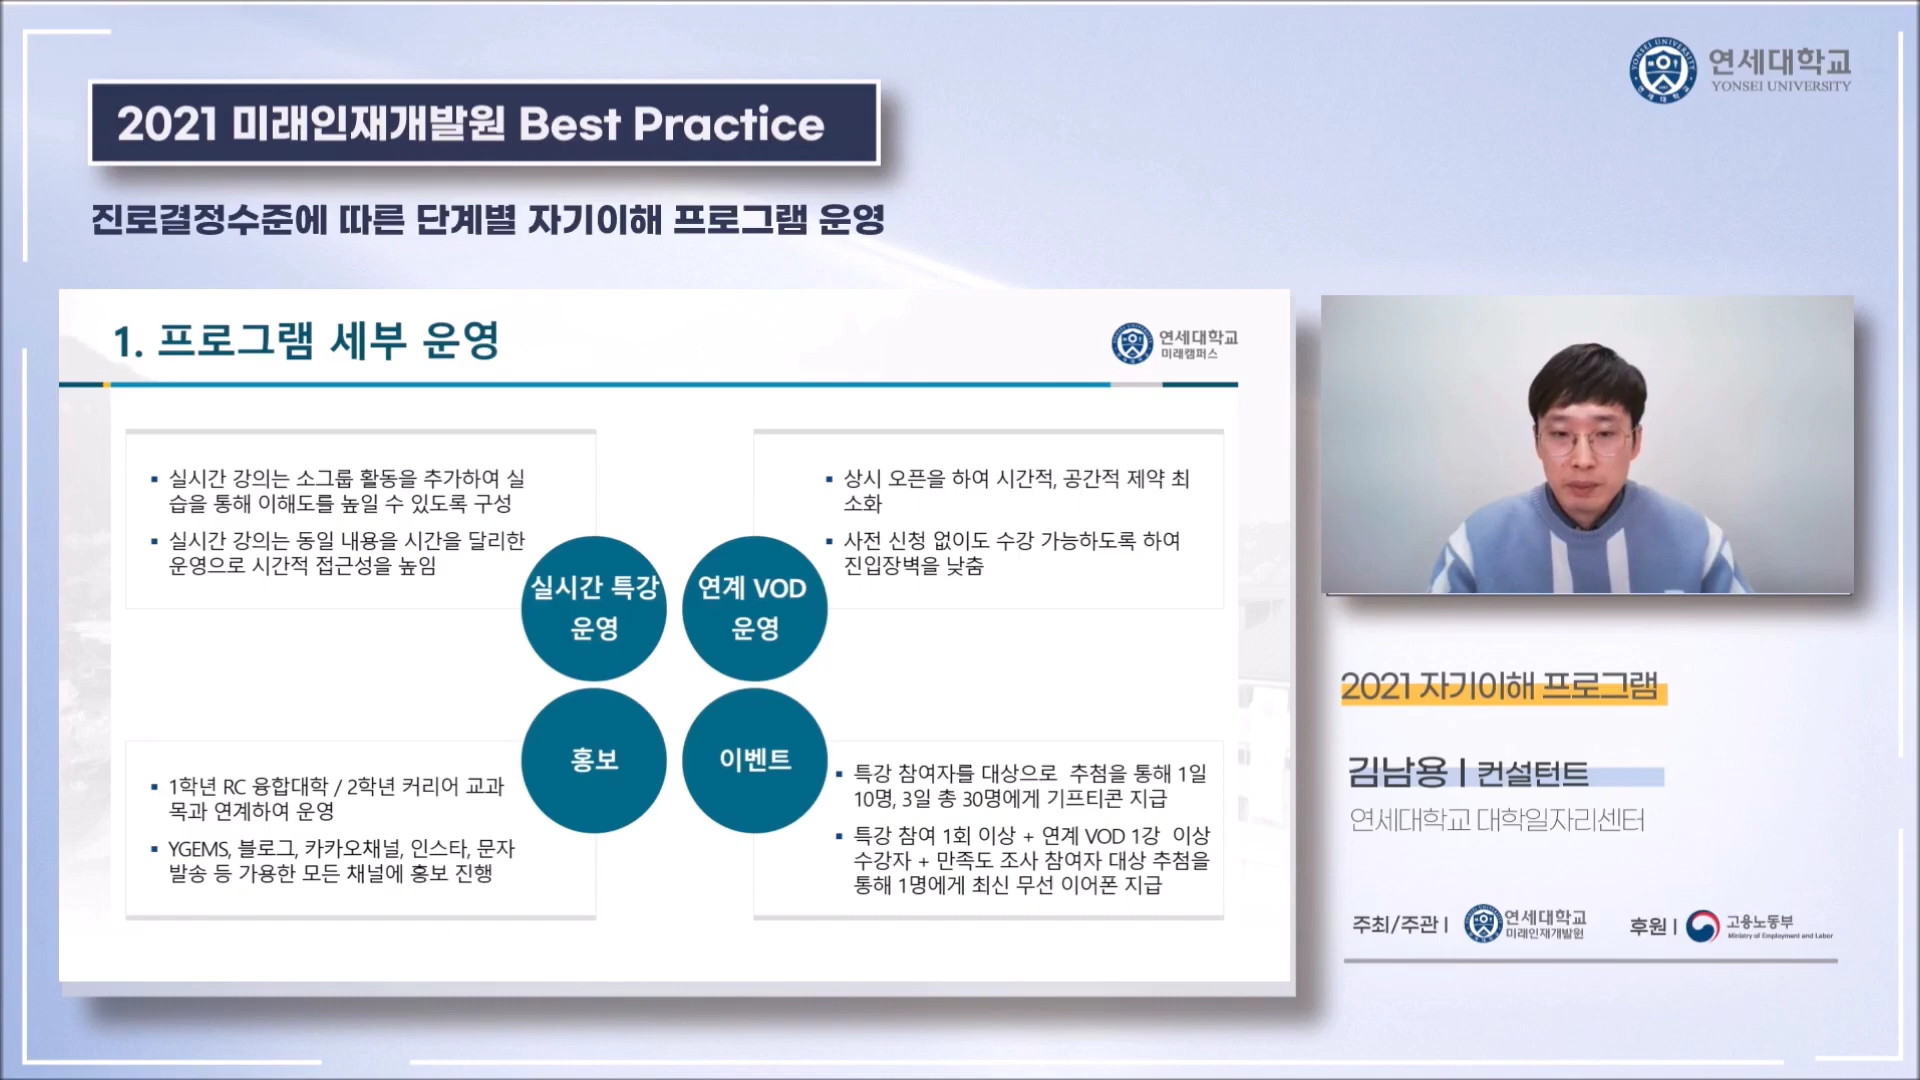 연세대학교
YONSEI UNIVERSITY
2021 미래인재개발원 Best Practice
진로결정수준에 따른 단계별 자기이해 프로그램 운영
1. 프로그램 세부 운영
연세대학교
미래캠퍼스
▪ 실시간 강의는 소그룹 활동을 추가하여 실
습을 통해 이해도를 높일 수 있도록 구성
▪ 실시간 강의는 동일 내용을 시간을 달리한
운영으로 시간적 접근성을 높임
▪ 상시 오픈을 하여 시간적, 공간적 제약 최
소화
▪ 사전 신청 없이도 수강 가능하도록 하여
진입장벽을 낮춤
실시간 특강
운영
연계 VOD
운영
홍보
이벤트
▪ 1학년 RC 융합대학 / 2학년 커리어 교과
목과 연계하여 운영
▪ YGEMS, 블로그, 카카오채널, 인스타, 문자
발송 등 가용한 모든 채널에 홍보 진행
▪ 특강 참여자를 대상으로 추첨을 통해 1일
10명, 3일 총 30명에게 기프티콘 지급
▪ 특강 참여 1회 이상 + 연계 VOD 1강 이상
수강자 + 만족도 조사 참여자 대상 추첨을
통해 1명에게 최신 무선 이어폰 지급
2021 자기이해 프로그램
김남용 | 컨설턴트
연세대학교 대학일자리센터
주최/주관 |
연세대학교
미래인재개발원
후원 |
고용노동부
Ministry of Employment and Labor